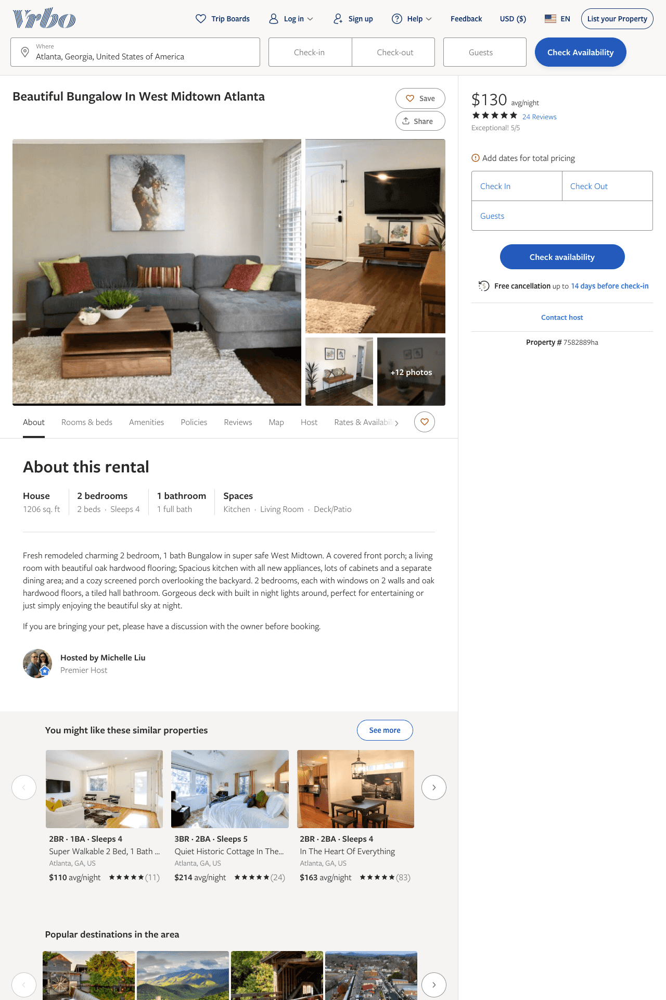 Vrbo
Trip Boards
Log in
Sign up
Help
Feedback
USD ($)
EN
List your Property
Where
Atlanta, Georgia, United States of America
Check-in
Check-out
Guests
Check Availability
Beautiful Bungalow In West Midtown Atlanta
Save
Share
$130 avg/night
24 Reviews
Exceptional! 5/5
Add dates for total pricing
Check In
Check Out
Guests
Check availability
Free cancellation up to 14 days before check-in
Contact host
Property # 7582889ha
+12 photos
About
Rooms & beds
Amenities
Policies
Reviews
Map
Host
Rates & Availabili
About this rental
House
1206 sq. ft
2 bedrooms
2 beds · Sleeps 4
1 bathroom
1 full bath
Spaces
Kitchen · Living Room · Deck/Patio
Fresh remodeled charming 2 bedroom, 1 bath Bungalow in super safe West Midtown. A covered front porch; a living
room with beautiful oak hardwood flooring; Spacious kitchen with all new appliances, lots of cabinets and a separate
dining area; and a cozy screened porch overlooking the backyard. 2 bedrooms, each with windows on 2 walls and oak
hardwood floors, a tiled hall bathroom. Gorgeous deck with built in night lights around, perfect for entertaining or
just simply enjoying the beautiful sky at night.
If you are bringing your pet, please have a discussion with the owner before booking.
Hosted by Michelle Liu
Premier Host
You might like these similar properties
See more
2BR · 1BA · Sleeps 4
Super Walkable 2 Bed, 1 Bath ...
Atlanta, GA, US
$110 avg/night
(11)
3BR · 2BA · Sleeps 5
Quiet Historic Cottage In The...
Atlanta, GA, US
$214 avg/night
(24)
2BR · 2BA · Sleeps 4
In The Heart Of Everything
Atlanta, GA, US
$163 avg/night
(83)
Popular destinations in the area